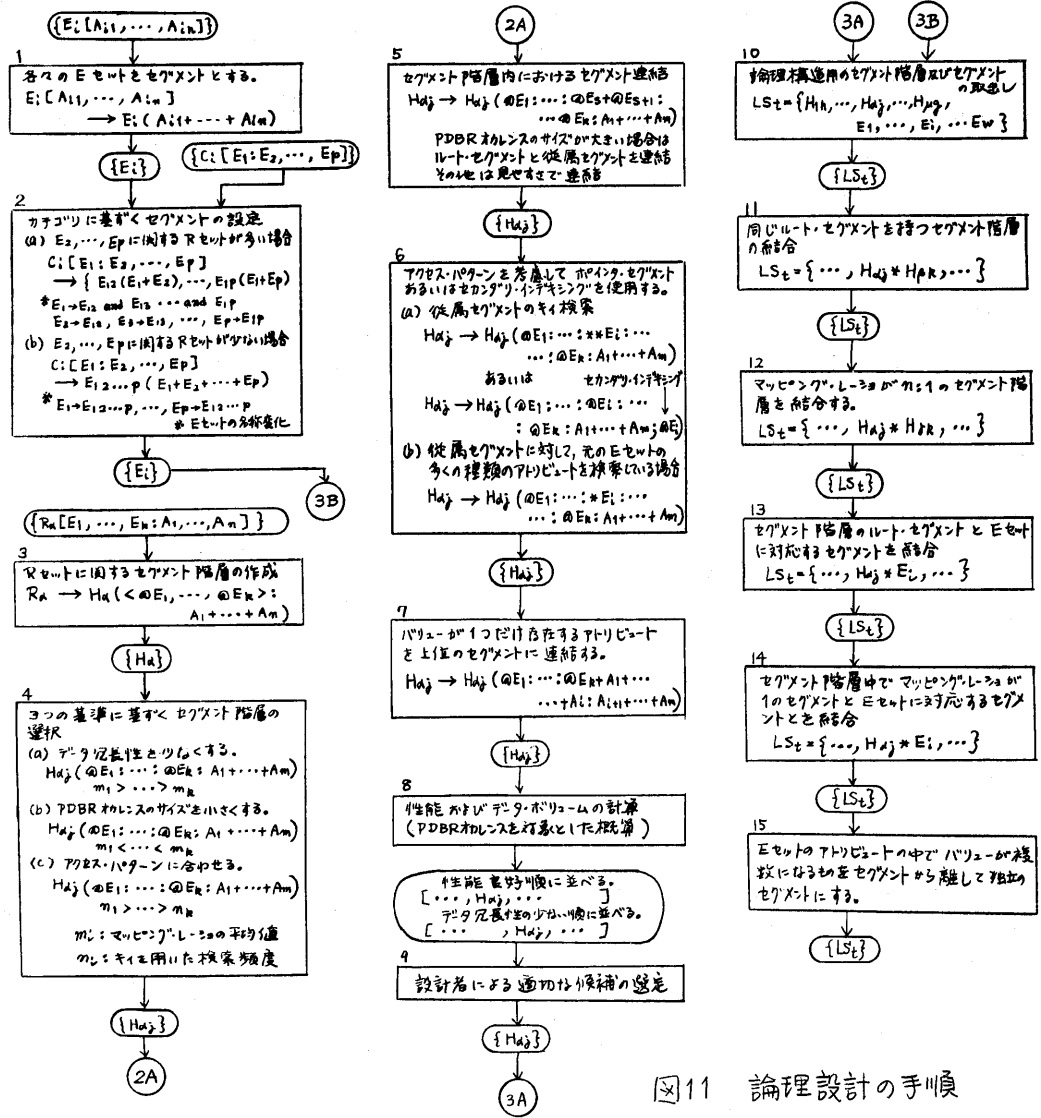 {Ei[Ai1,···,Ain]}
1
各々のEセットをセグメントとする。
Ei[Ai1,···,Ain]
→ Ei(Ai1+···+Ain)
{Ei}
{Ci[E1:E2,···,Ep]}
2
カテゴリに基ずくセグメントの設定
(a) E2,···,Epに関するRセットが多い場合
Ci[E1:E2,···,Ep]
→{E12(E1+E2),···,E1p(E1+Ep)
*E1→E12 and E13 ··· and E1p
E2→E12, E3→E13, ···, Ep→E1p
(b) E2,···,Epに関するRセットが少ない場合
Ci[E1:E2,···,Ep]
→ E12···p(E1+E2+···+Ep)
*E1→E12···p,···,Ep→E12···p
* Eセットの名称変化
{Ei}
3B
{Rα[E1,···,Ek:A1,···,An]}
3
Rセットに関するセグメント階層の作成
Rα → Hα(<@E1,···,@Ek>:
A1+···+An)
{Hα}
4
3つの基準に基ずくセグメント階層の
選択
(a) データ冗長性を少なくする。
Hαj(@E1:···:@Ek:A1+···+Am)
m1>···>mk
(b) PDBRオカレンスのサイズを小さくする。
Hαj(@E1:···:@Ek:A1+···+Am)
m1<···<mk
(c) アクセス・パターンに合わせる。
Hαj(@E1:···:@Ek:A1+···+Am)
n1>···>nk
mi:マッピング・レーショの平均値
ni:キイを用いた検索頻度
{Hαj}
2A
2A
5
セグメント階層内におけるセグメント連結
Hαj → Hαj(@E1:···:@Es+@Es+1:
···@Ek:A1+···+Am)
PDBRオカレンスのサイズが大きい場合は
ルート・セグメントと従属セグメントを連結
その他は見やすさで連結
{Hαj}
6
アクセス・パターンを考慮して ポインタ・セグメント
あるいはセカンダリ・インデキシングを使用する。
(a) 従属セグメントのキイ検索
Hαj → Hαj(@E1:···:**Ei:···
···:@Ek:A1+···+Am)
あるいは セカンダリ・インデキシング
Hαj → Hαj(@E1:···:@Ei:···
:@Ek:A1+···+Am;@Ei)
(b) 従属セグメントに対して,元のEセットの
多くの種類のアトリビュートを検索している場合
Hαj → Hαj(@E1:···:*Ei:···
···:@Ek:A1+···+Am)
{Hαj}
7
バリューが1つだけ存在するアトリビュート
を上位のセグメントに連結する。
Hαj → Hαj(@E1:···:@Ek+A1+···
···+Ai:Ai+1+···+Am)
{Hαj}
8
性能およびデータ・ボリュームの計算
(PDBRオカレンスを対象とした概算)
性能良好順に並べる。
[···,Hαj,··· ]
データ冗長性の少ない順に並べる。
[··· ,Hαj,··· ]
9
設計者による適切な候補の選定
{Hαj}
3A
3A
3B
10
論理構造用のセグメント階層及びセグメント
の取出し
LSt={H1k,···,Hαj,···,Hμg,
E1,···,Ei,···Ew}
{LSt}
11
同じルート・セグメントを持つセグメント階層
の結合
LSt={···,Hαj*Hβk,···}
{LSt}
12
マッピング・レーショがn:1のセグメント階
層を結合する。
LSt={···,Hαj*Hγk,···}
{LSt}
13
セグメント階層のルート・セグメントとEセット
に対応するセグメントを結合
LSt={···,Hαj*Ei,···}
{LSt}
14
セグメント階層中でマッピング・レーショが
1のセグメントとEセットに対応するセグメ
ントとを結合
LSt={···,Hαj*Ei,···}
{LSt}
15
Eセットのアトリビュートの中でバリューが複
数になるものをセグメントから離して独立の
セグメントにする。
{LSt}
図11 論理設計の手順